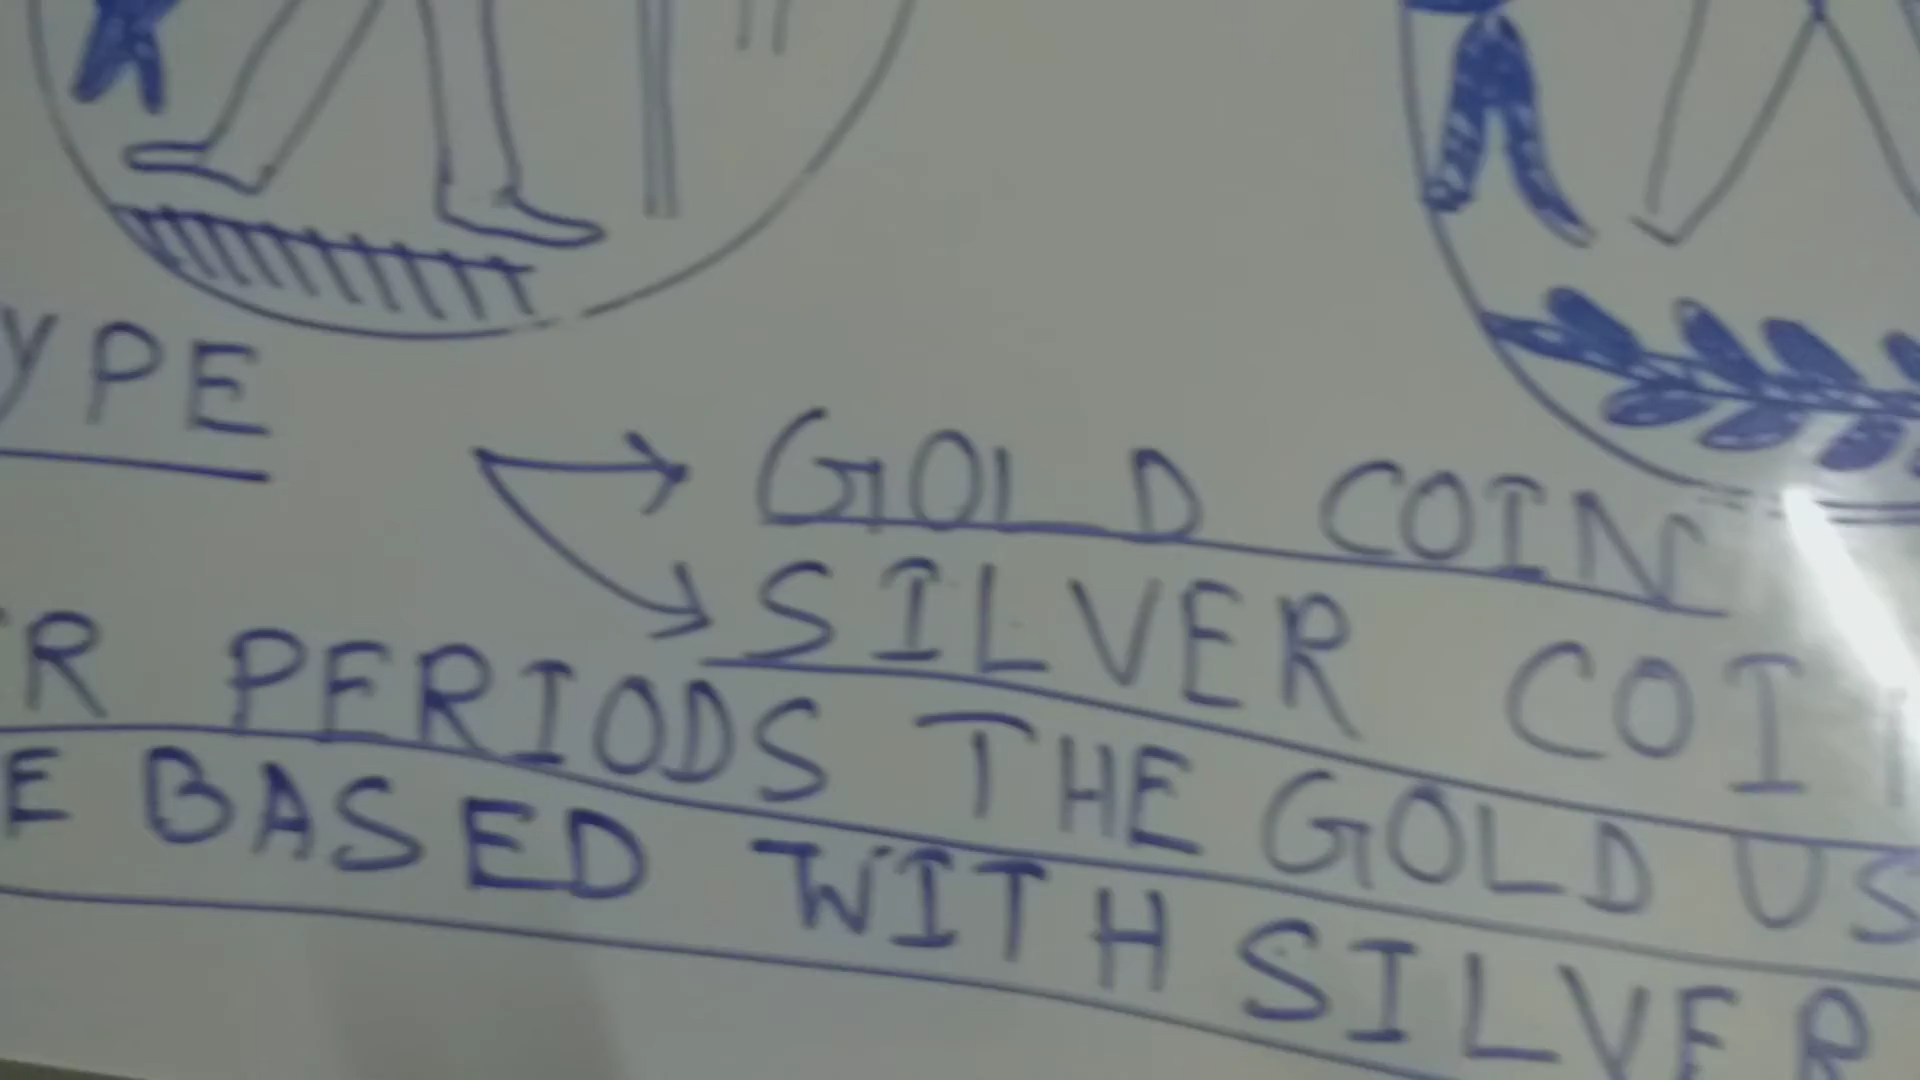 YPE
GOLD COIN
SILVER COI
R PERIODS THE GOLD US
E BASED WITH SILVER